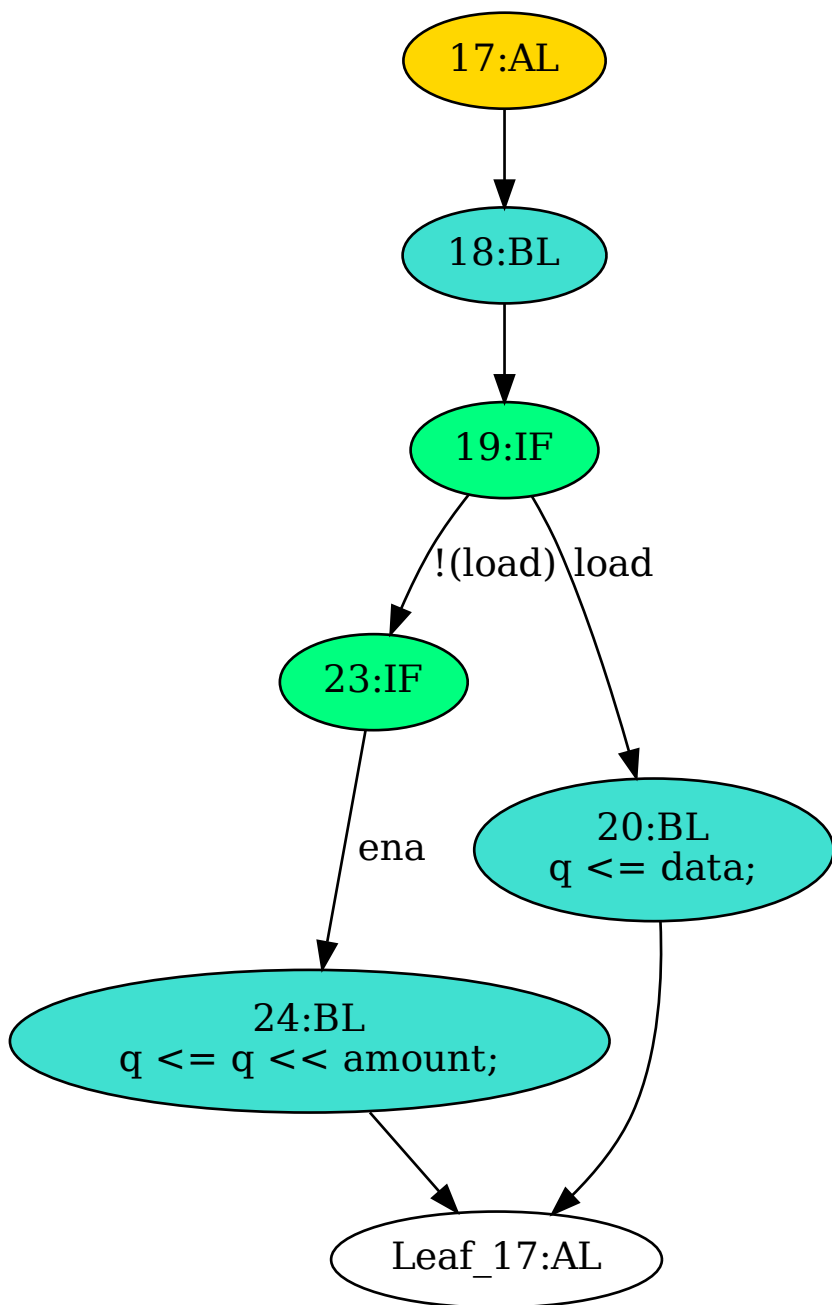 17:AL
18:BL
19:IF
!(load) load
23:IF
20:BL
q <= data;
ena
24:BL
q <= q << amount;
Leaf_17:AL